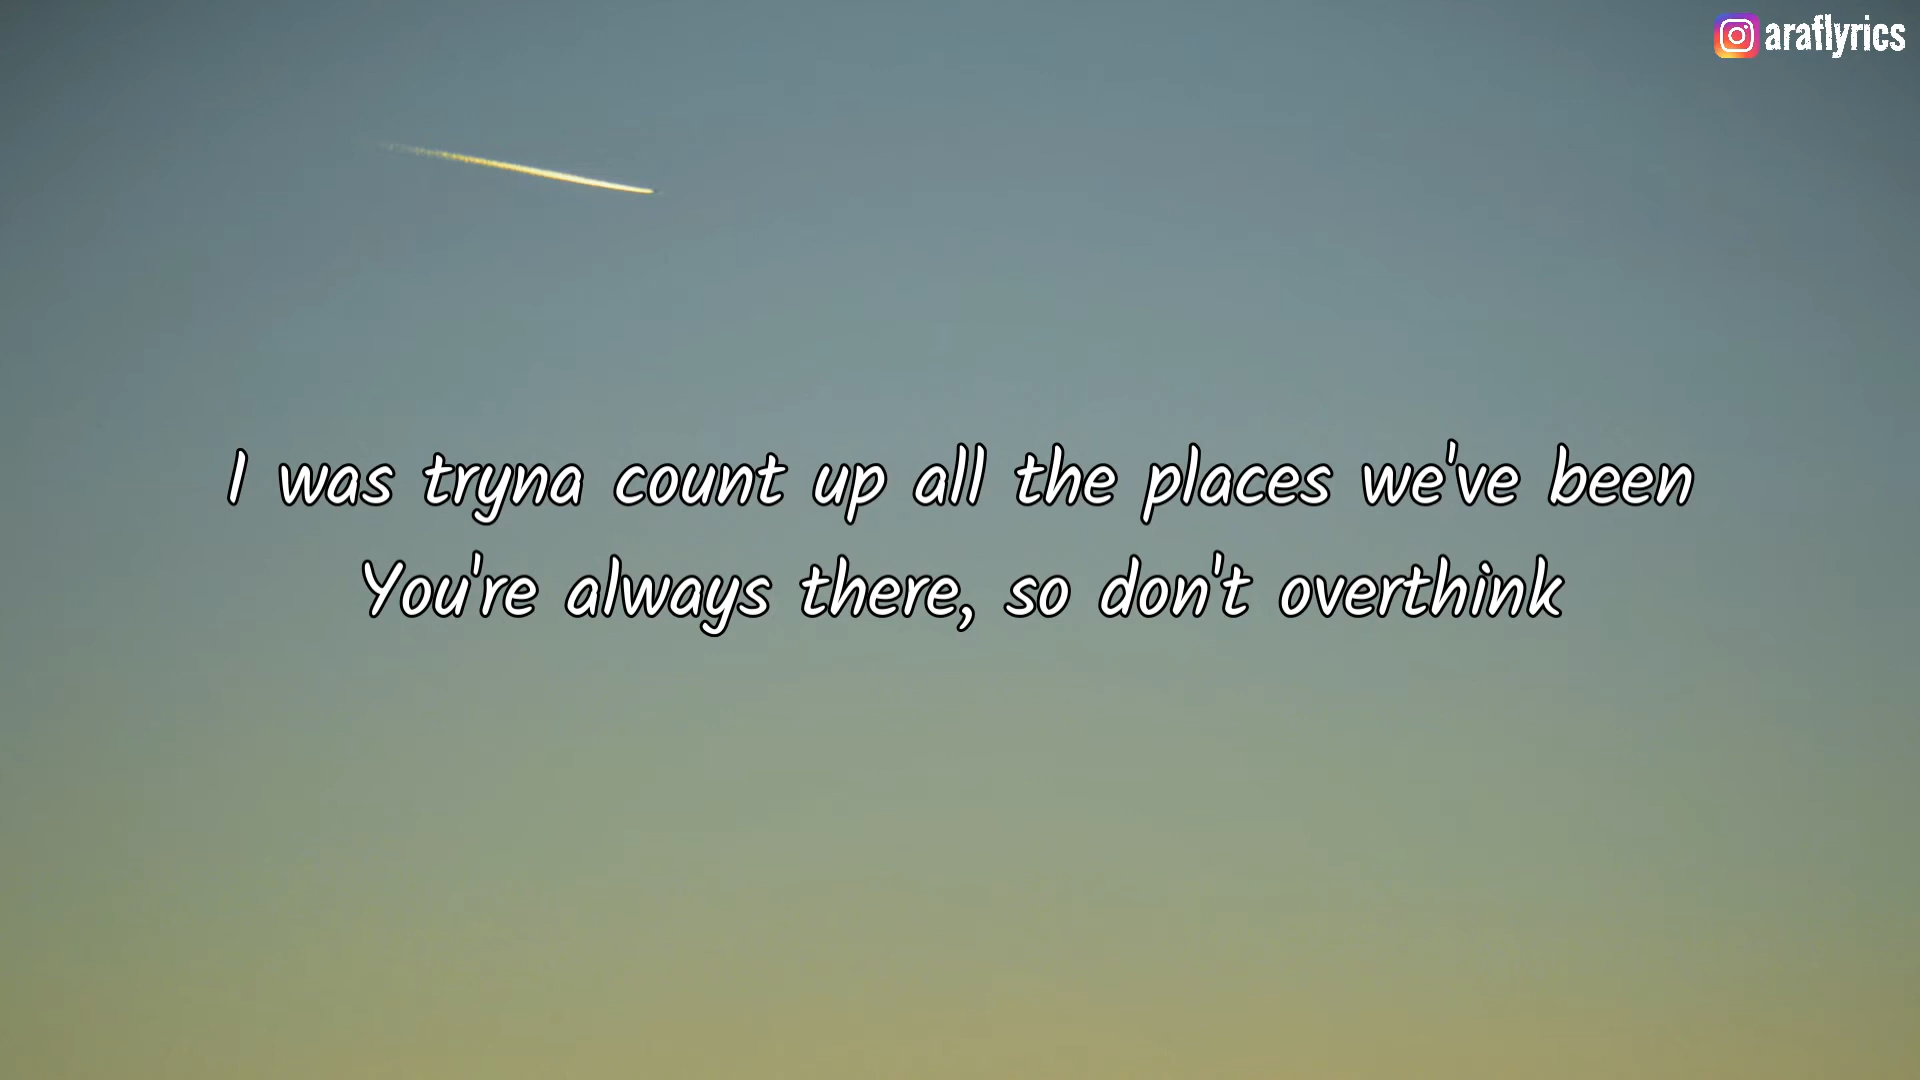 araflyrics
I was tryna count up all the places we've been
You're always there, so don't overthink